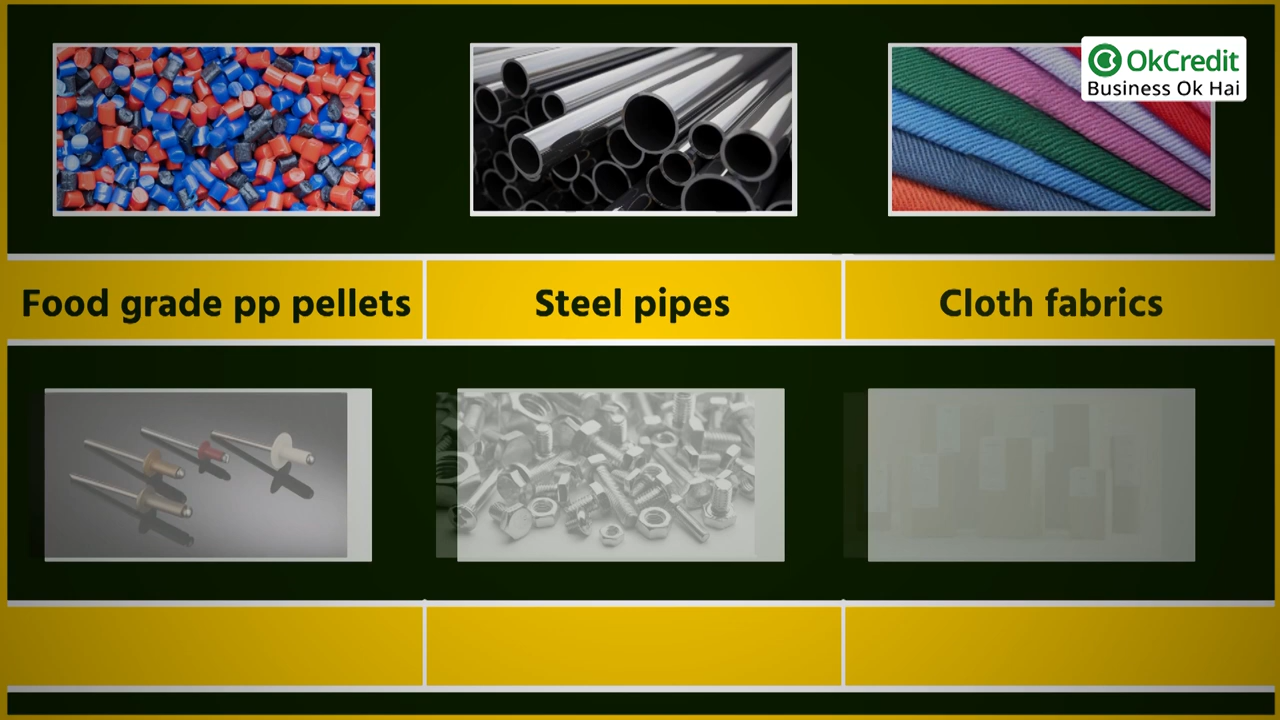 OkCredit
Business Ok Hai
Food grade pp pellets
Steel pipes
Cloth fabrics